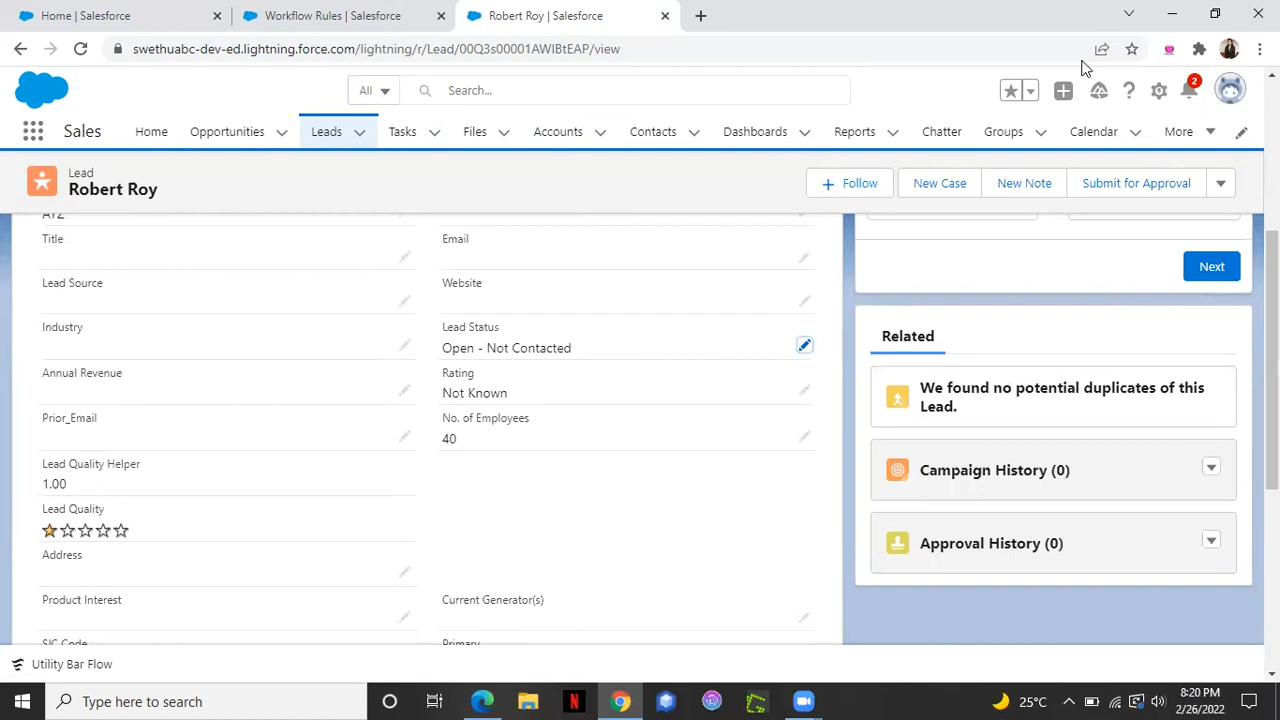 Home | Salesforce
Workflow Rules | Salesforce
Robert Roy | Salesforce
swethuabc-dev-ed.lightning.force.com/lightning/r/Lead/00Q3s00001AWIBtEAP/view
All
Search...
2
Sales
Home
Opportunities
Leads
Tasks
Files
Accounts
Contacts
Dashboards
Reports
Chatter
Groups
Calendar
More
Lead
Robert Roy
Follow
New Case
New Note
Submit for Approval
Title
Email
Next
Lead Source
Website
Industry
Lead Status
Open - Not Contacted
Related
Annual Revenue
Rating
Not Known
We found no potential duplicates of this
Lead.
Prior_Email
No. of Employees
40
Lead Quality Helper
1.00
Campaign History (0)
Lead Quality
Address
Approval History (0)
Product Interest
Current Generator(s)
SIC Code
Primary
Utility Bar Flow
Type here to search
25°C
8:20 PM
2/26/2022